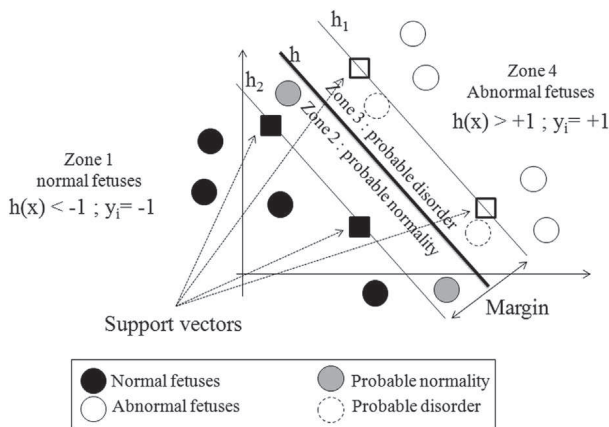 h₁
h
h₂
Zone 4
Abnormal fetuses
h(x) > +1 ; yᵢ= +1
Zone 3 : probable disorder
Zone 2 : probable normality
Zone 1
normal fetuses
h(x) < -1 ; yᵢ= -1
Support vectors
Margin
Normal fetuses
Probable normality
Abnormal fetuses
Probable disorder